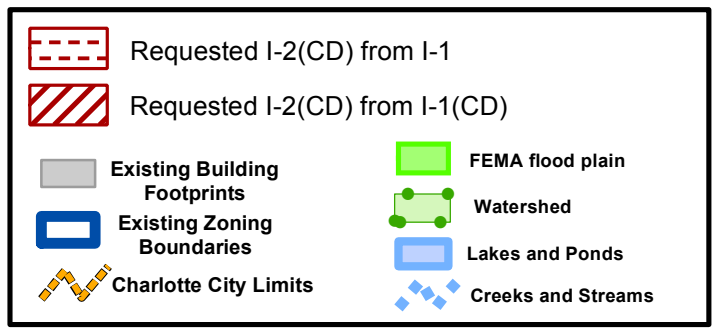 Requested I-2(CD) from I-1
Requested I-2(CD) from I-1(CD)
Existing Building
Footprints
Existing Zoning
Boundaries
Charlotte City Limits
FEMA flood plain
Watershed
Lakes and Ponds
Creeks and Streams